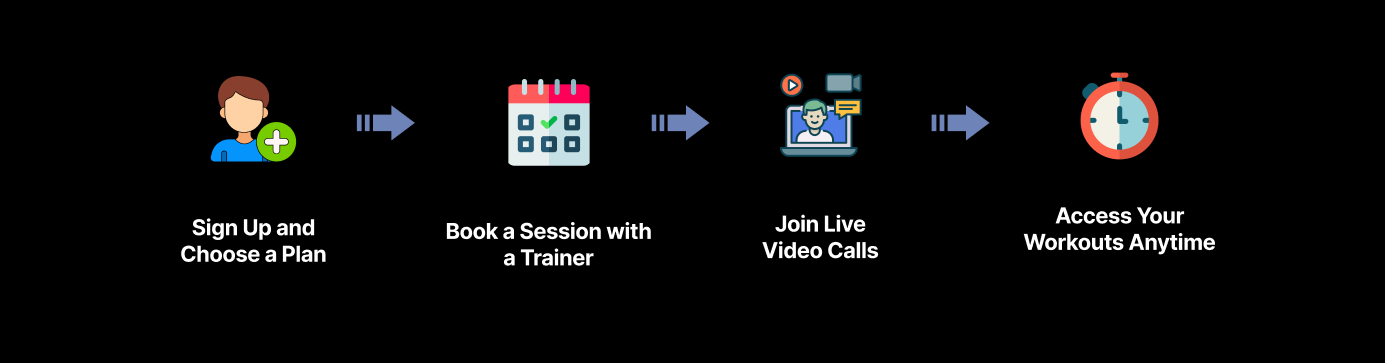 Sign Up and
Choose a Plan
Book a Session with
a Trainer
Join Live
Video Calls
Access Your
Workouts Anytime